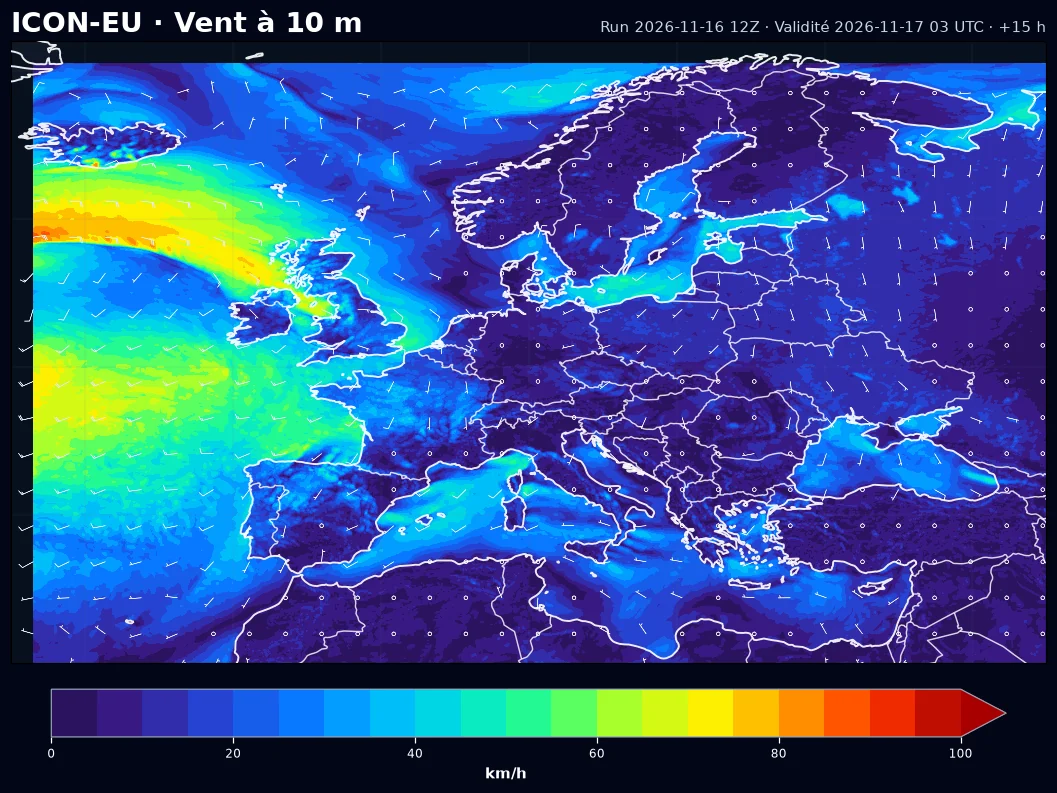 ICON-EU · Vent à 10 m
Run 2026-11-16 12Z · Validité 2026-11-17 03 UTC · +15 h
0 20 40 60 80 100
km/h